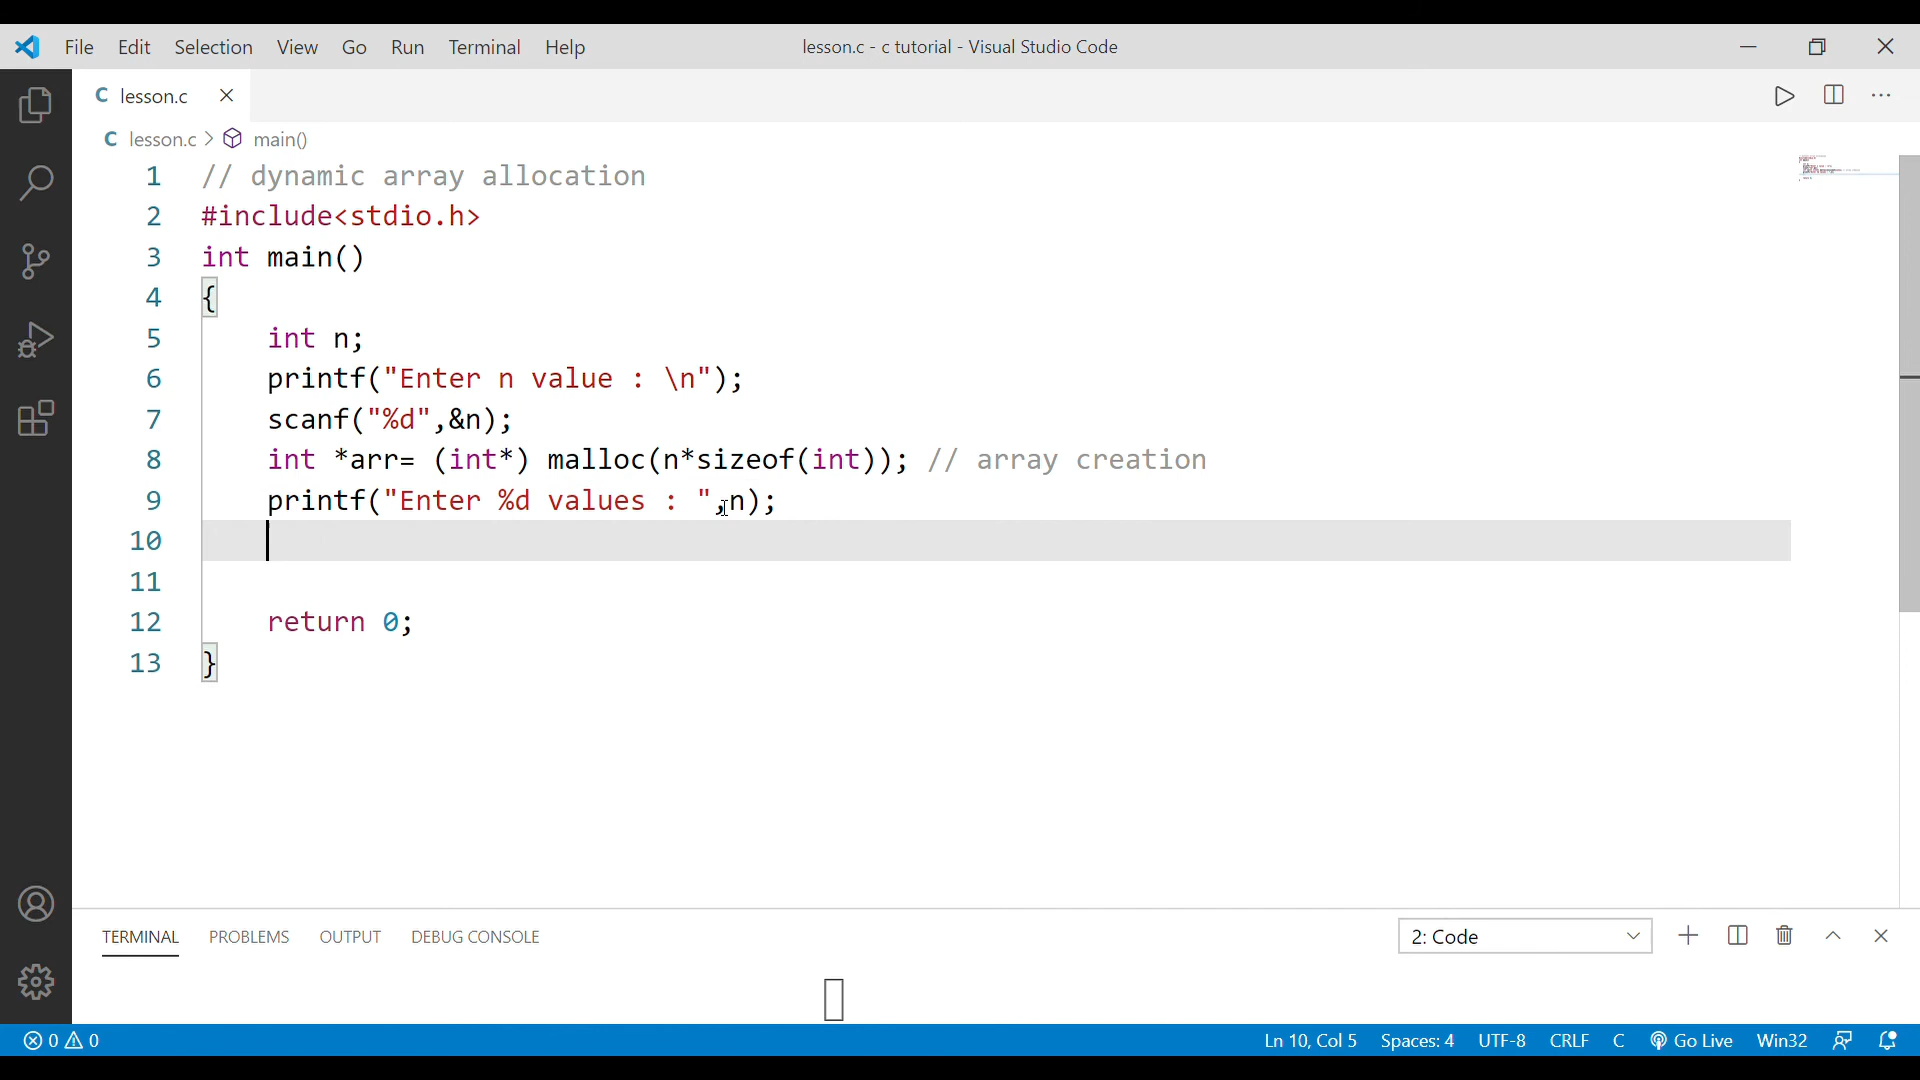 File Edit Selection View Go Run Terminal Help lesson.c - c tutorial - Visual Studio Code
C lesson.c
C lesson.c > main()
1 // dynamic array allocation
2 #include<stdio.h>
3 int main()
4 {
5 int n;
6 printf("Enter n value : \n");
7 scanf("%d",&n);
8 int *arr= (int*) malloc(n*sizeof(int)); // array creation
9 printf("Enter %d values : ",n);
10
11
12 return 0;
13 }
TERMINAL PROBLEMS OUTPUT DEBUG CONSOLE 2: Code
0 0 Ln 10, Col 5 Spaces: 4 UTF-8 CRLF C Go Live Win32